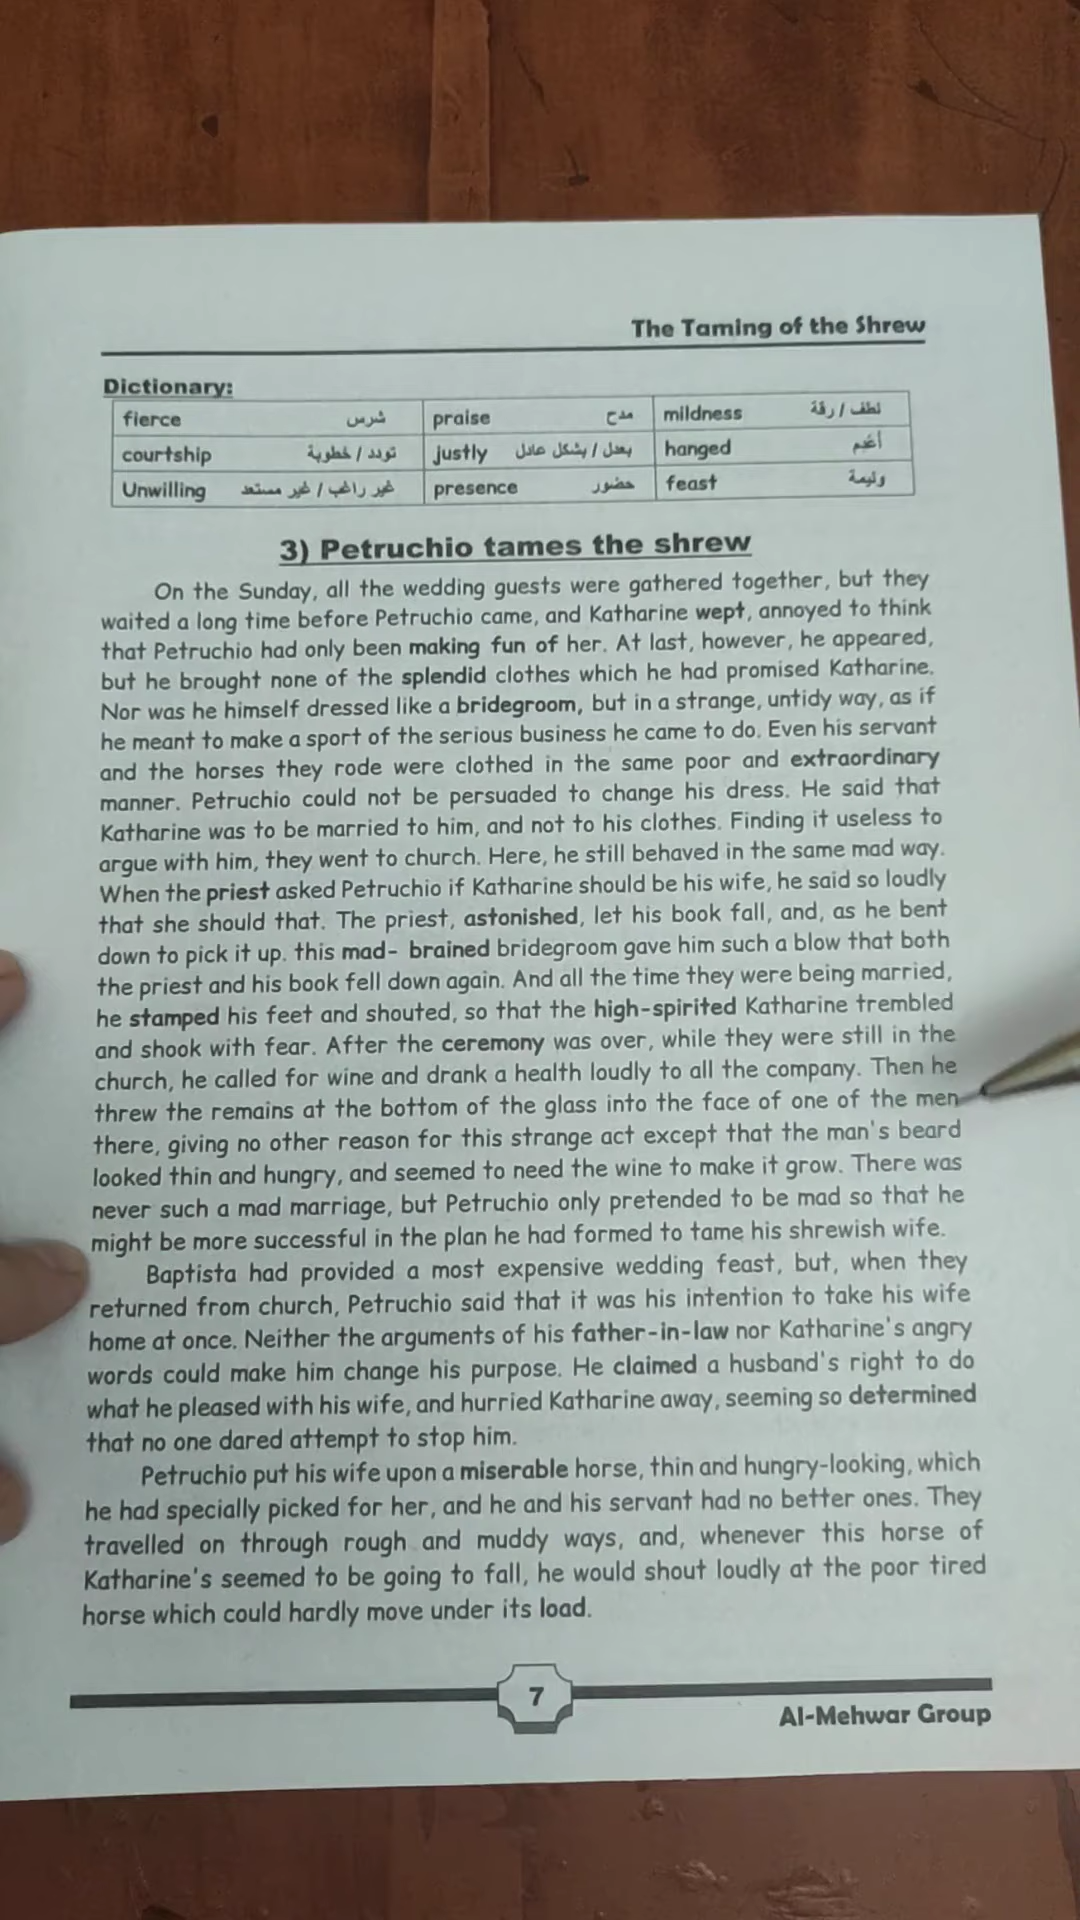 The Taming of the Shrew
Dictionary:
fierce شرس praise مدح mildness لطف / رقة
courtship تودد / خطوبة justly بعدل / بشكل عادل hanged
Unwilling غير راغب / غير مستعد presence حضور feast وليمة
3) Petruchio tames the shrew
On the Sunday, all the wedding guests were gathered together, but they
waited a long time before Petruchio came, and Katharine wept, annoyed to think
that Petruchio had only been making fun of her. At last, however, he appeared,
but he brought none of the splendid clothes which he had promised Katharine.
Nor was he himself dressed like a bridegroom, but in a strange, untidy way, as if
he meant to make a sport of the serious business he came to do. Even his servant
and the horses they rode were clothed in the same poor and extraordinary
manner. Petruchio could not be persuaded to change his dress. He said that
Katharine was to be married to him, and not to his clothes. Finding it useless to
argue with him, they went to church. Here, he still behaved in the same mad way.
When the priest asked Petruchio if Katharine should be his wife, he said so loudly
that she should that. The priest, astonished, let his book fall, and, as he bent
down to pick it up. this mad- brained bridegroom gave him such a blow that both
the priest and his book fell down again. And all the time they were being married,
he stamped his feet and shouted, so that the high-spirited Katharine trembled
and shook with fear. After the ceremony was over, while they were still in the
church, he called for wine and drank a health loudly to all the company. Then he
threw the remains at the bottom of the glass into the face of one of the men
there, giving no other reason for this strange act except that the man's beard
looked thin and hungry, and seemed to need the wine to make it grow. There was
never such a mad marriage, but Petruchio only pretended to be mad so that he
might be more successful in the plan he had formed to tame his shrewish wife.
Baptista had provided a most expensive wedding feast, but, when they
returned from church, Petruchio said that it was his intention to take his wife
home at once. Neither the arguments of his father-in-law nor Katharine's angry
words could make him change his purpose. He claimed a husband's right to do
what he pleased with his wife, and hurried Katharine away, seeming so determined
that no one dared attempt to stop him.
Petruchio put his wife upon a miserable horse, thin and hungry-looking, which
he had specially picked for her, and he and his servant had no better ones. They
travelled on through rough and muddy ways, and, whenever this horse of
Katharine's seemed to be going to fall, he would shout loudly at the poor tired
horse which could hardly move under its load.
7
Al-Mehwar Group